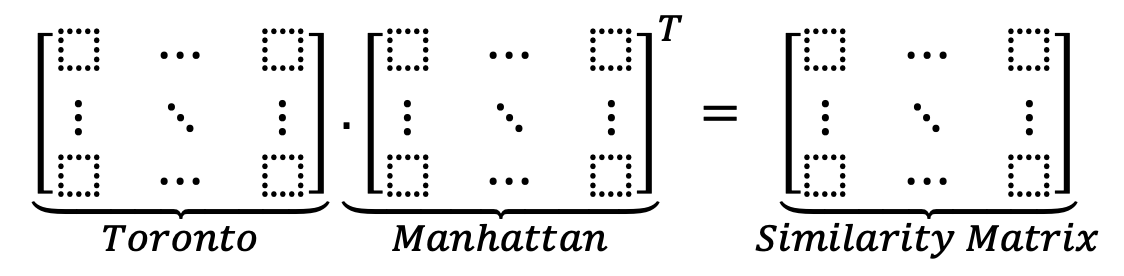 [⬚ ⋯ ⬚ ⋮ ⋱ ⋮ ⬚ ⋯ ⬚] . [⬚ ⋯ ⬚ ⋮ ⋱ ⋮ ⬚ ⋯ ⬚]^T = [⬚ ⋯ ⬚ ⋮ ⋱ ⋮ ⬚ ⋯ ⬚]
Toronto Manhattan Similarity Matrix